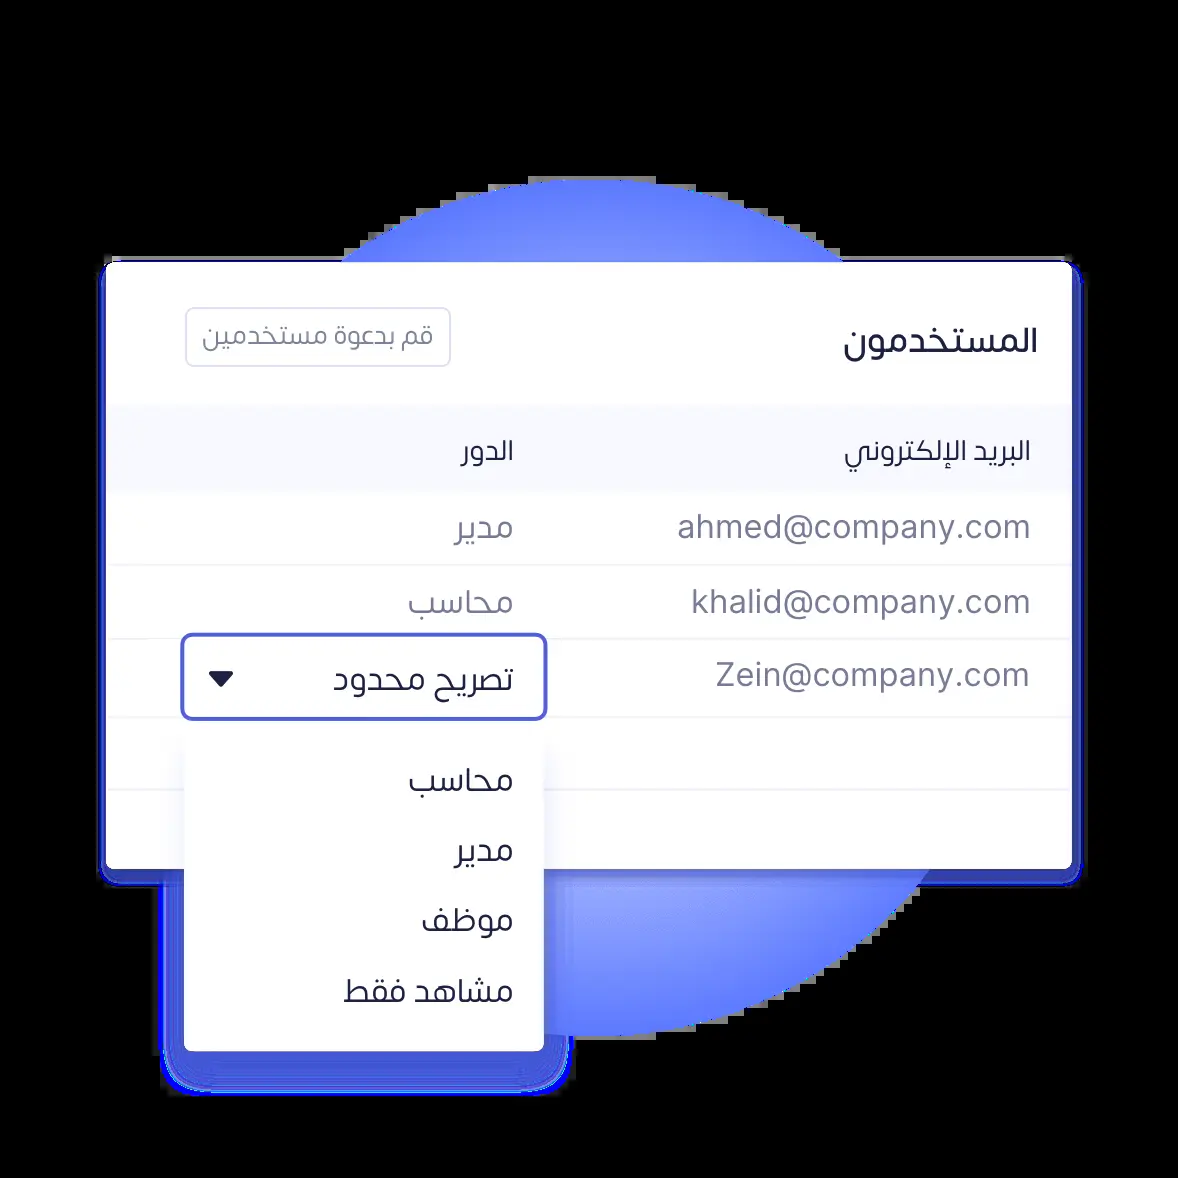 المستخدمون
قم بدعوة مستخدمين
البريد الإلكتروني الدور
ahmed@company.com مدير
khalid@company.com محاسب
Zein@company.com تصريح محدود
محاسب
مدير
موظف
مشاهد فقط